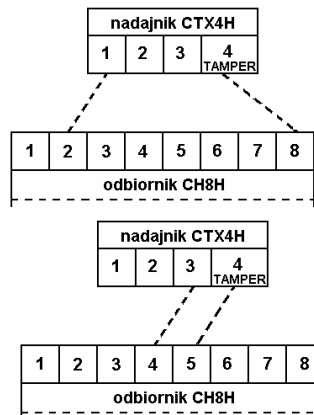 nadajnik CTX4H
1 2 3 4
TAMPER
1 2 3 4 5 6 7 8
odbiornik CH8H
nadajnik CTX4H
1 2 3 4
TAMPER
1 2 3 4 5 6 7 8
odbiornik CH8H